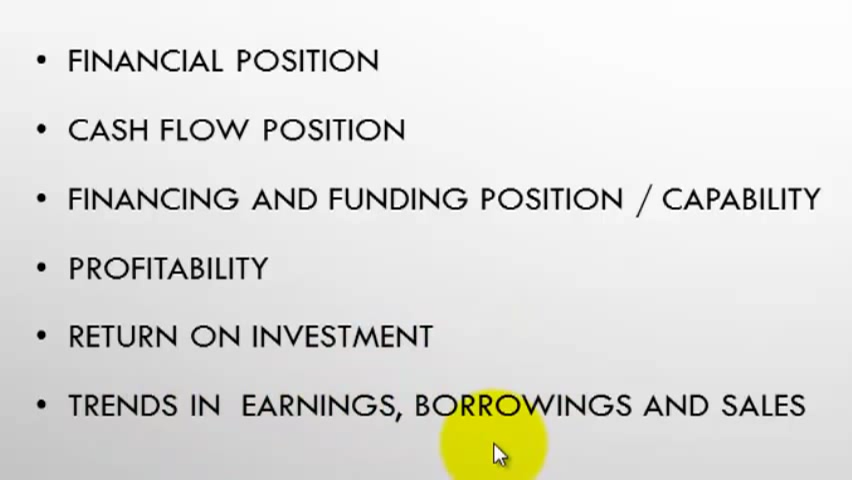 • FINANCIAL POSITION
• CASH FLOW POSITION
• FINANCING AND FUNDING POSITION / CAPABILITY
• PROFITABILITY
• RETURN ON INVESTMENT
• TRENDS IN EARNINGS, BORROWINGS AND SALES